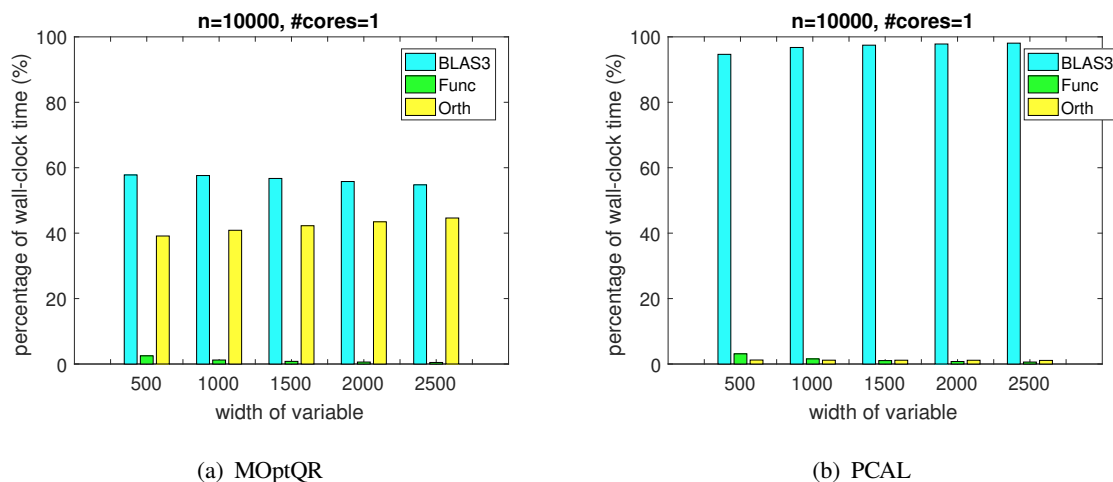 n=10000, #cores=1
percentage of wall-clock time (%)
100
80
60
40
20
0
BLAS3
Func
Orth
500 1000 1500 2000 2500
width of variable
(a) MOptQR
n=10000, #cores=1
percentage of wall-clock time (%)
100
80
60
40
20
0
BLAS3
Func
Orth
500 1000 1500 2000 2500
width of variable
(b) PCAL